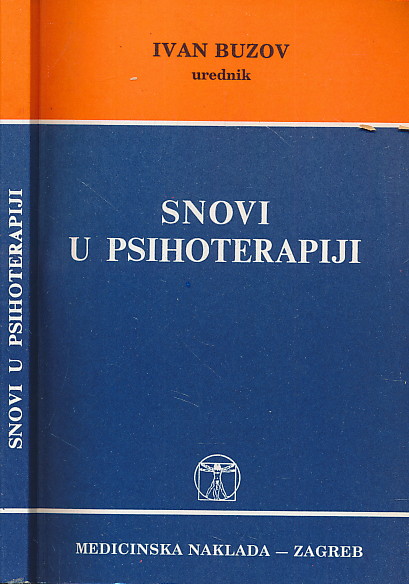 IVAN BUZOV
urednik
SNOVI
U PSIHOTERAPIJI
MEDICINSKA NAKLADA — ZAGREB
SNOVI U PSIHOTERAPIJI